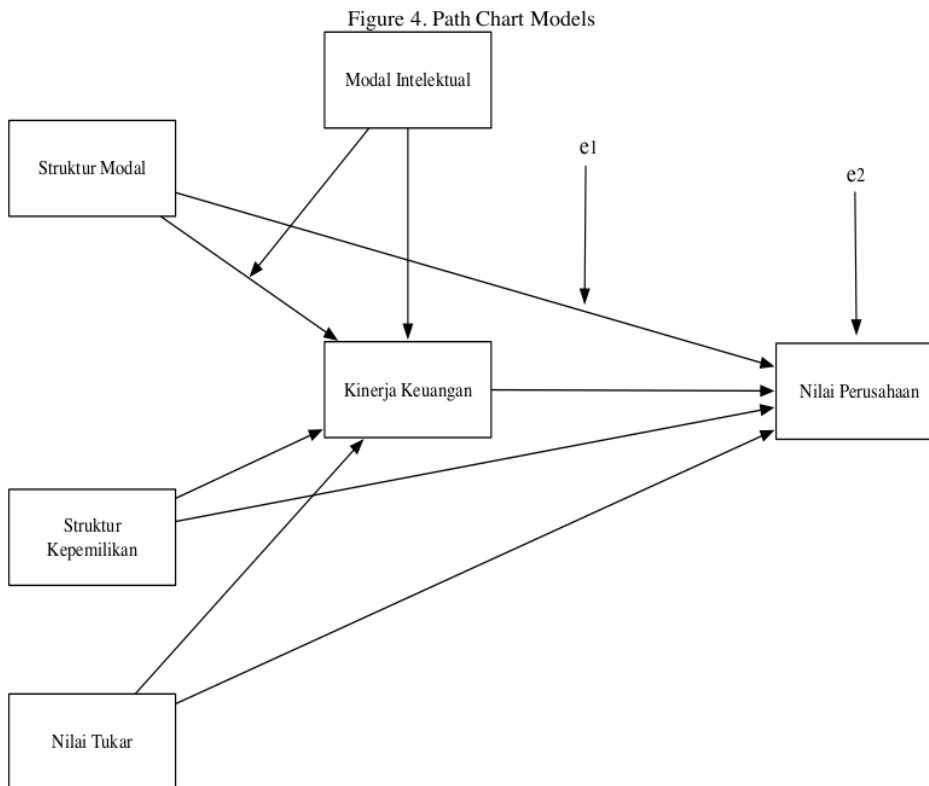 Figure 4. Path Chart Models
Modal Intelektual
Struktur Modal
e1
e2
Kinerja Keuangan
Nilai Perusahaan
Struktur
Kepemilikan
Nilai Tukar